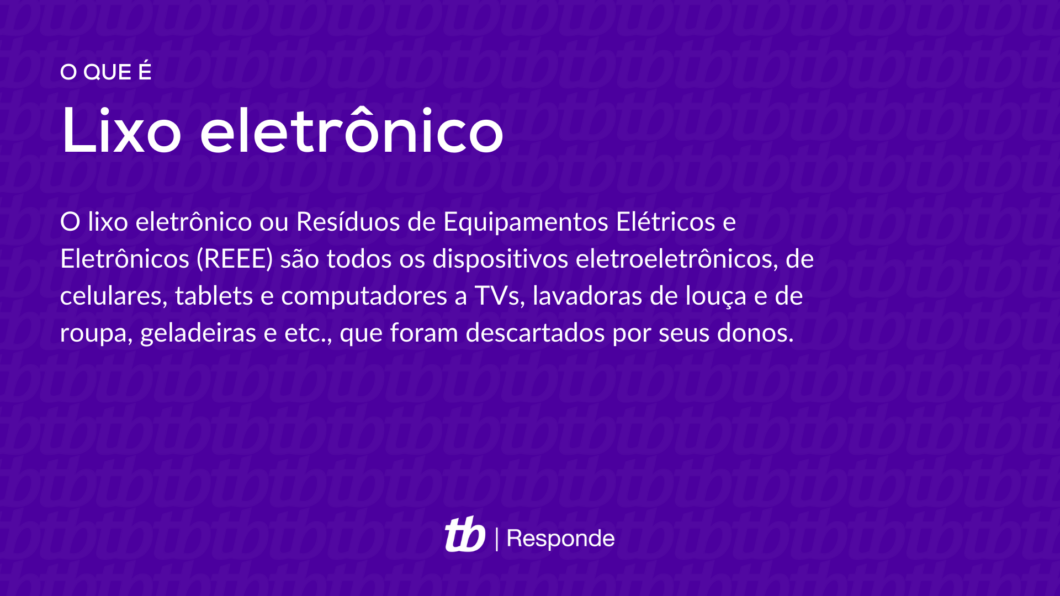 O QUE É
Lixo eletrônico
O lixo eletrônico ou Resíduos de Equipamentos Elétricos e
Eletrônicos (REEE) são todos os dispositivos eletroeletrônicos, de
celulares, tablets e computadores a TVs, lavadoras de louça e de
roupa, geladeiras e etc., que foram descartados por seus donos.
tb | Responde